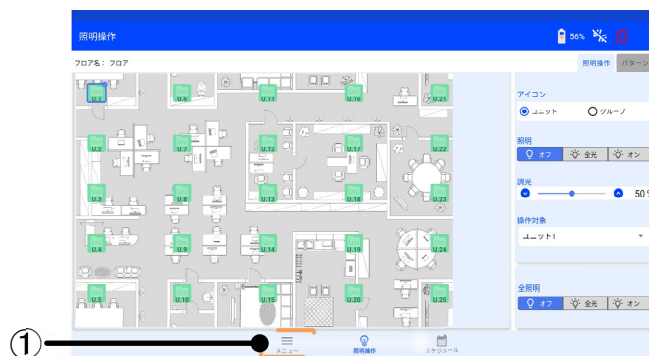 照明操作
56%
フロア名： フロア
照明操作 パターン
アイコン
ユニット グループ
照明
オフ 全光 オン
調光
50 %
操作対象
ユニット1
全照明
オフ 全光 オン
U.1 U.6 U.11 U.16 U.21
U.2 U.7 U.12 U.17 U.22
U.3 U.8 U.13 U.18 U.23
U.4 U.9 U.14 U.19 U.24
U.5 U.10 U.15 U.20 U.25
①
メニュー 照明操作 スケジュール